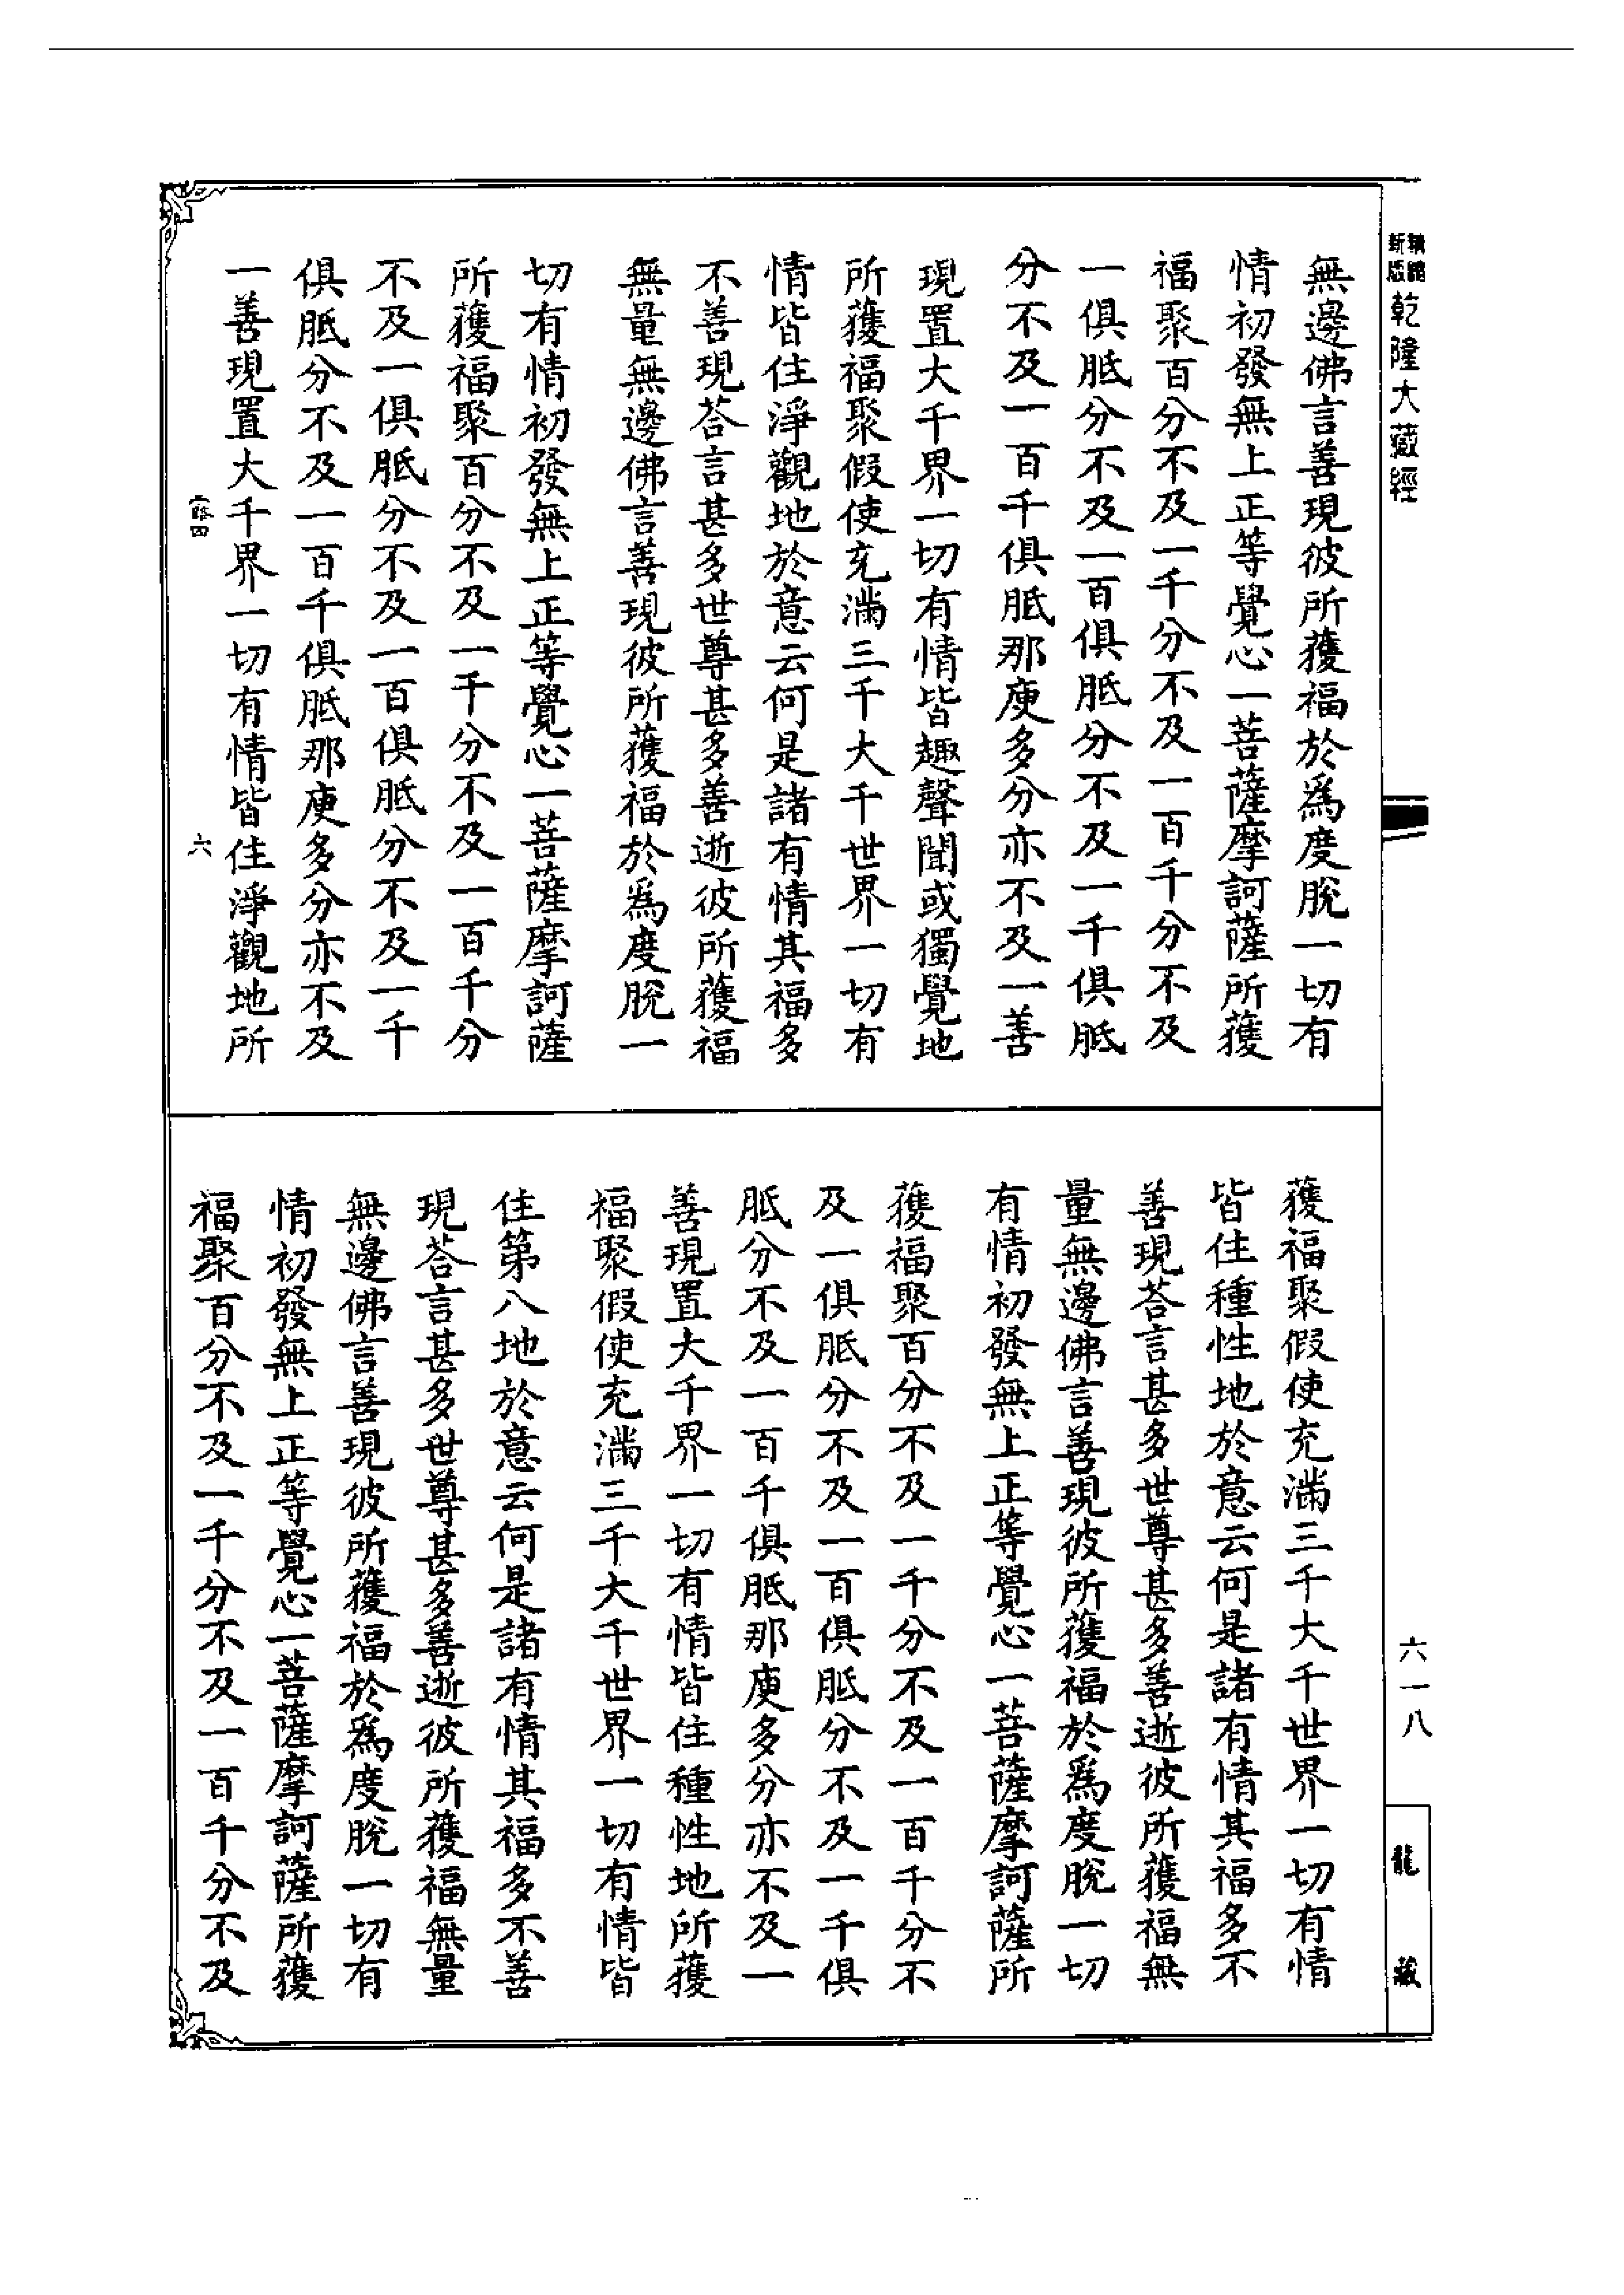 新編
縮版
乾隆大藏經
無邊佛言善現彼所獲福於爲度脫一切有
情初發無上正等覺心一菩薩摩訶薩所獲
福聚百分不及一千分不及一百千分不及
一俱胝分不及一百俱胝分不及一千俱胝
分不及一百千俱胝那庾多分亦不及一善
現置大千界一切有情皆趣聲聞或獨覺地
所獲福聚假使充滿三千大千世界一切有
情皆住淨觀地於意云何是諸有情其福多
不善現荅言甚多世尊甚多善逝彼所獲福
無量無邊佛言善現彼所獲福於爲度脫一
切有情初發無上正等覺心一菩薩摩訶薩
所獲福聚百分不及一千分不及一百千分
不及一俱胝分不及一百俱胝分不及一千
俱胝分不及一百千俱胝那庾多分亦不及
一善現置大千界一切有情皆住淨觀地所
六
獲福聚假使充滿三千大千世界一切有情
皆住種性地於意云何是諸有情其福多不
善現荅言甚多世尊甚多善逝彼所獲福無
量無邊佛言善現彼所獲福於爲度脫一切
有情初發無上正等覺心一菩薩摩訶薩所
獲福聚百分不及一千分不及一百千分不
及一俱胝分不及一百俱胝分不及一千俱
胝分不及一百千俱胝那庾多分亦不及一
善現置大千界一切有情皆住種性地所獲
福聚假使充滿三千大千世界一切有情皆
住第八地於意云何是諸有情其福多不善
現荅言甚多世尊甚多善逝彼所獲福無量
無邊佛言善現彼所獲福於爲度脫一切有
情初發無上正等覺心一菩薩摩訶薩所獲
福聚百分不及一千分不及一百千分不及
六一八
龍藏